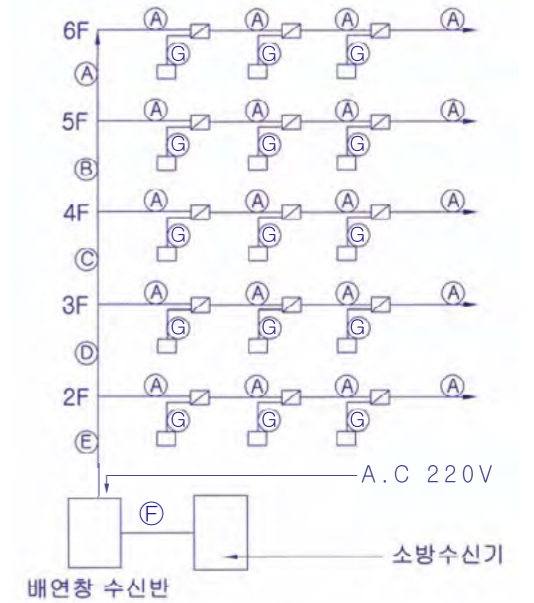 6F Ⓐ Ⓐ Ⓐ Ⓐ
Ⓖ Ⓖ Ⓖ
Ⓐ
5F Ⓐ Ⓐ Ⓐ Ⓐ
Ⓖ Ⓖ Ⓖ
Ⓑ
4F Ⓐ Ⓐ Ⓐ Ⓐ
Ⓖ Ⓖ Ⓖ
Ⓒ
3F Ⓐ Ⓐ Ⓐ Ⓐ
Ⓖ Ⓖ Ⓖ
Ⓓ
2F Ⓐ Ⓐ Ⓐ Ⓐ
Ⓖ Ⓖ Ⓖ
Ⓔ
A.C 220V
Ⓕ
소방수신기
배연창 수신반